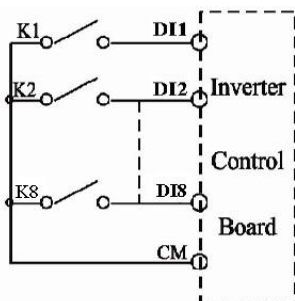 K1 DI1
K2 DI2 Inverter
Control
K8 DI8
Board
CM